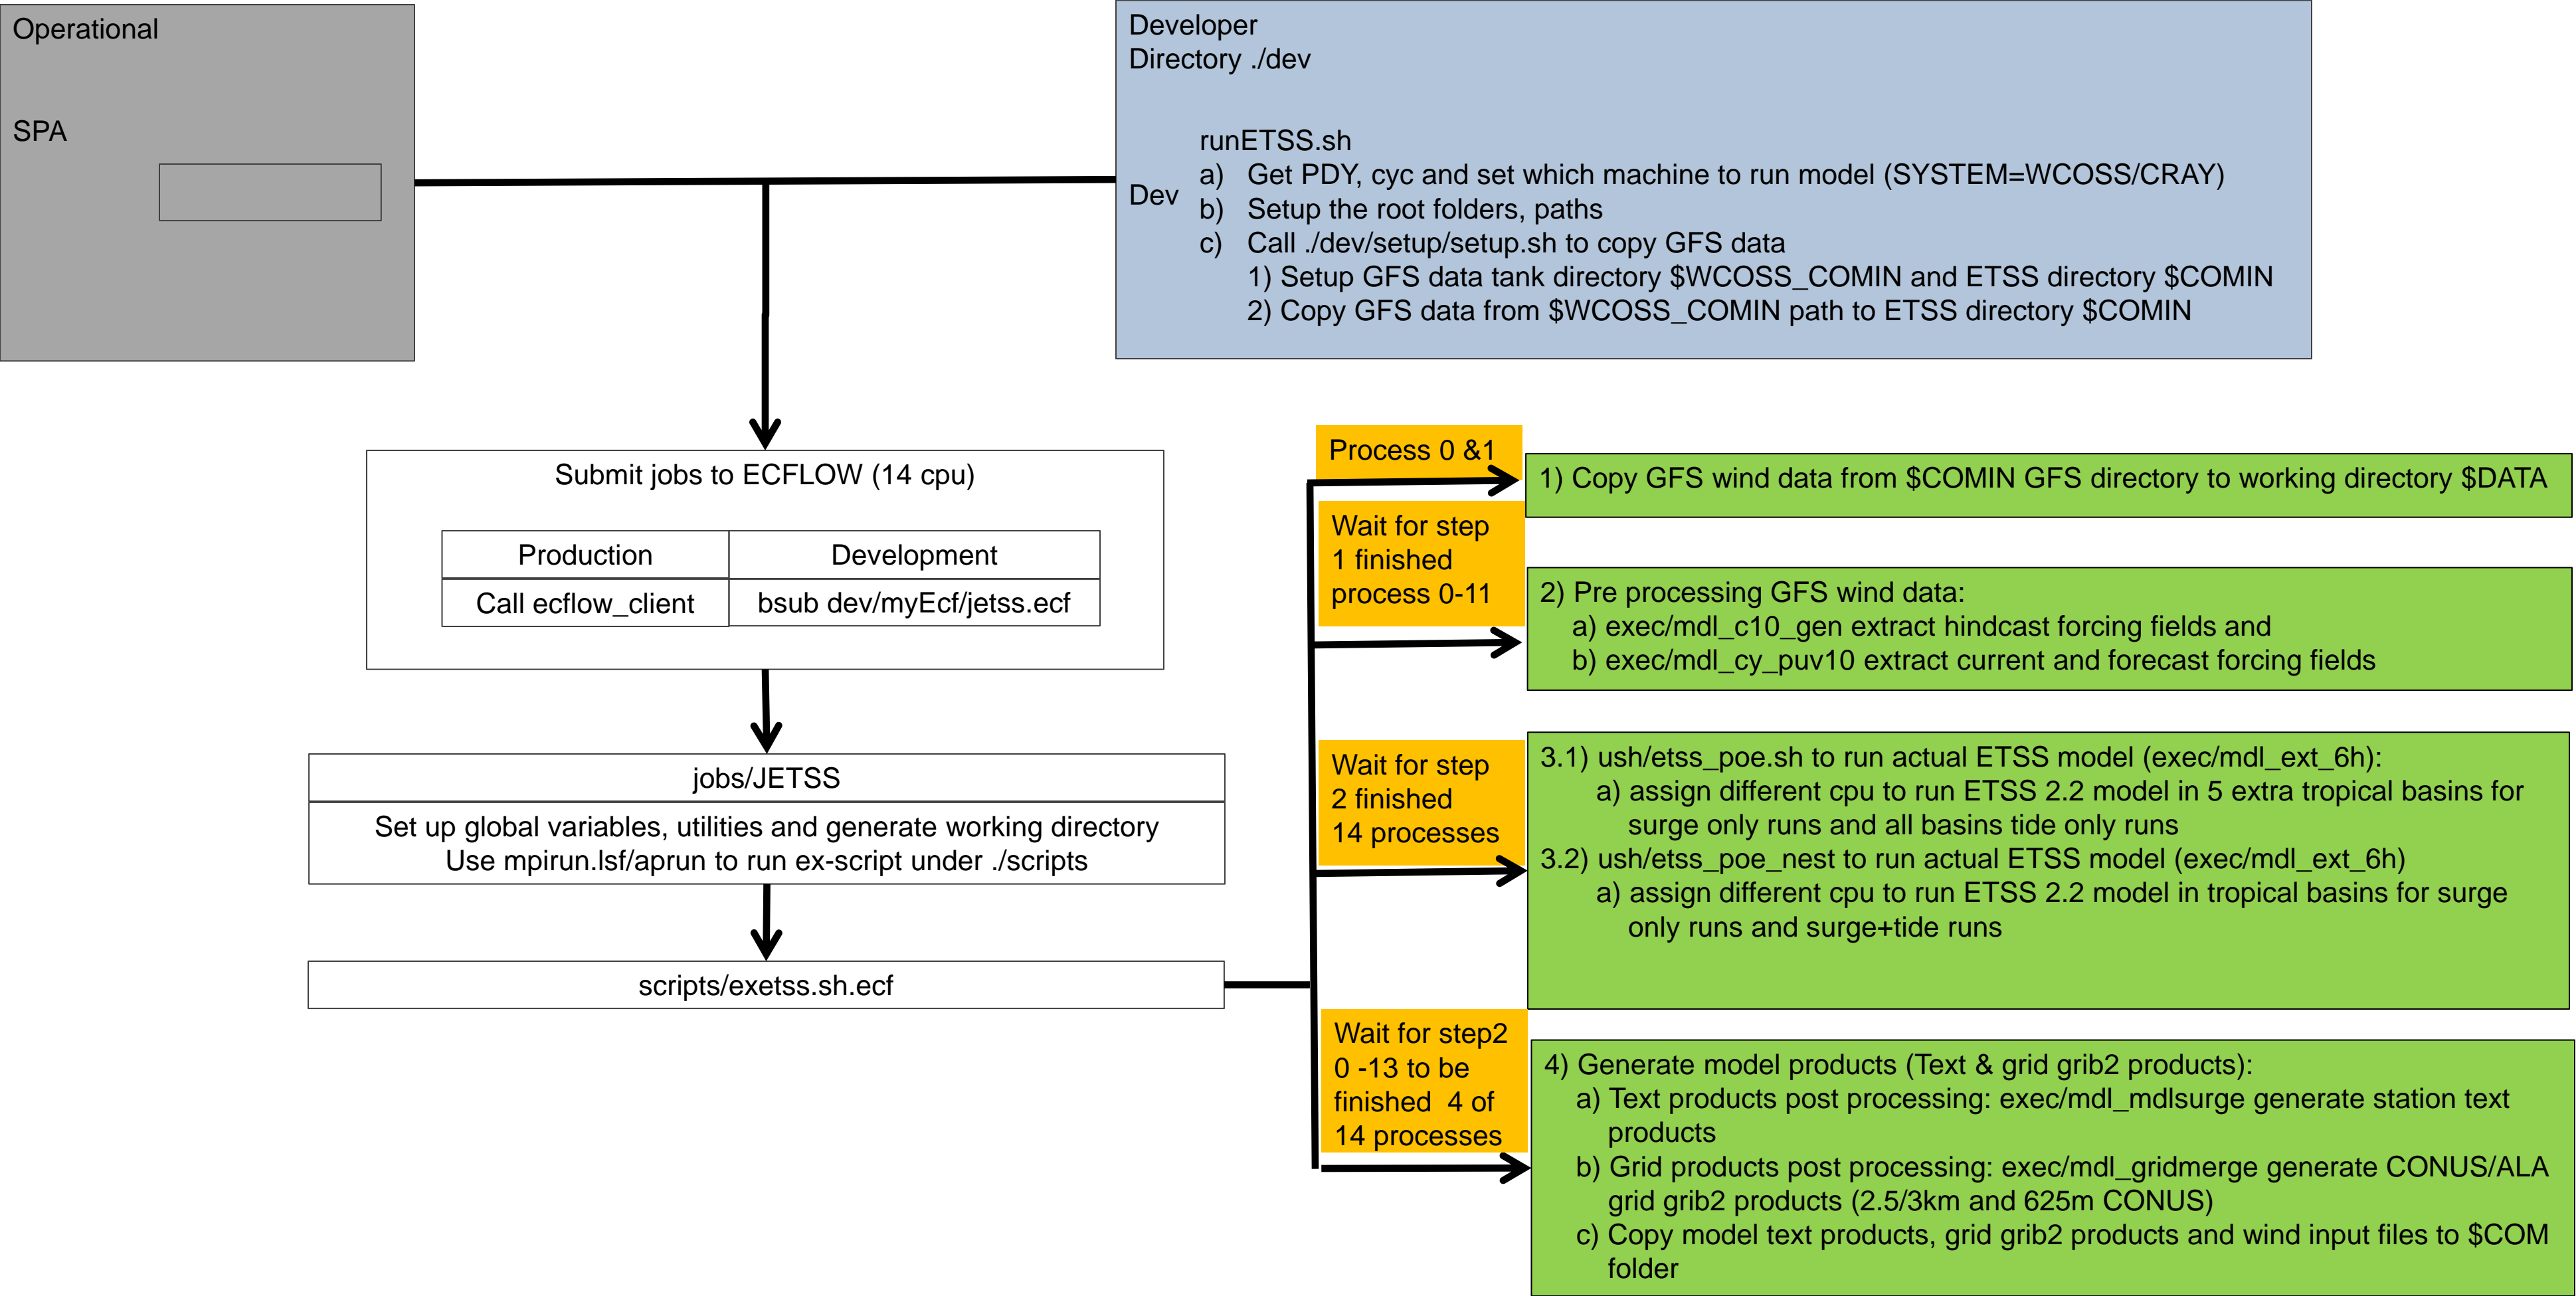 Operational
SPA
Developer
Directory ./dev
Dev
runETSS.sh
a) Get PDY, cyc and set which machine to run model (SYSTEM=WCOSS/CRAY)
b) Setup the root folders, paths
c) Call ./dev/setup/setup.sh to copy GFS data
1) Setup GFS data tank directory $WCOSS_COMIN and ETSS directory $COMIN
2) Copy GFS data from $WCOSS_COMIN path to ETSS directory $COMIN
Submit jobs to ECFLOW (14 cpu)
Production
Development
Call ecflow_client
bsub dev/myEcf/jetss.ecf
jobs/JETSS
Set up global variables, utilities and generate working directory
Use mpirun.lsf/aprun to run ex-script under ./scripts
scripts/exetss.sh.ecf
Process 0 &1
1) Copy GFS wind data from $COMIN GFS directory to working directory $DATA
Wait for step
1 finished
process 0-11
2) Pre processing GFS wind data:
a) exec/mdl_c10_gen extract hindcast forcing fields and
b) exec/mdl_cy_puv10 extract current and forecast forcing fields
Wait for step
2 finished
14 processes
3.1) ush/etss_poe.sh to run actual ETSS model (exec/mdl_ext_6h):
a) assign different cpu to run ETSS 2.2 model in 5 extra tropical basins for
surge only runs and all basins tide only runs
3.2) ush/etss_poe_nest to run actual ETSS model (exec/mdl_ext_6h)
a) assign different cpu to run ETSS 2.2 model in tropical basins for surge
only runs and surge+tide runs
Wait for step2
0 -13 to be
finished  4 of
14 processes
4) Generate model products (Text & grid grib2 products):
a) Text products post processing: exec/mdl_mdlsurge generate station text
products
b) Grid products post processing: exec/mdl_gridmerge generate CONUS/ALA
grid grib2 products (2.5/3km and 625m CONUS)
c) Copy model text products, grid grib2 products and wind input files to $COM
folder